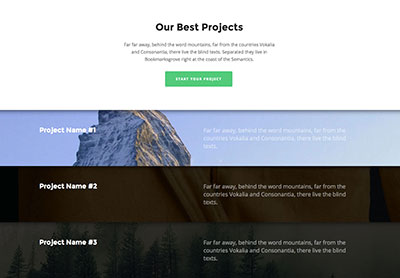 Our Best Projects
Far far away, behind the word mountains, far from the countries Vokalia
and Consonantia, there live the blind texts. Separated they live in
Bookmarksgrove right at the coast of the Semantics.
START YOUR PROJECT
Project Name #1
Far far away, behind the word mountains, far from the
countries Vokalia and Consonantia, there live the blind
texts.
Project Name #2
Far far away, behind the word mountains, far from the
countries Vokalia and Consonantia, there live the blind
texts.
Project Name #3
Far far away, behind the word mountains, far from the
countries Vokalia and Consonantia, there live the blind
texts.